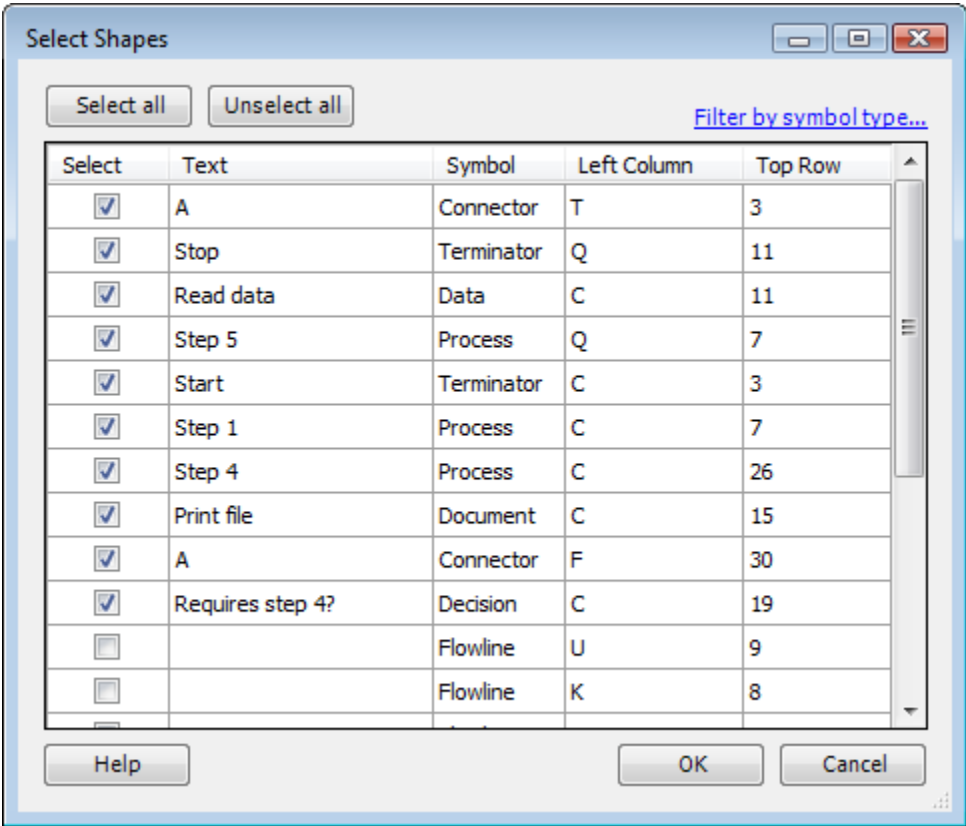 Select Shapes
Select all Unselect all Filter by symbol type...
Select Text Symbol Left Column Top Row
A Connector T 3
Stop Terminator Q 11
Read data Data C 11
Step 5 Process Q 7
Start Terminator C 3
Step 1 Process C 7
Step 4 Process C 26
Print file Document C 15
A Connector F 30
Requires step 4? Decision C 19
Flowline U 9
Flowline K 8
Help OK Cancel